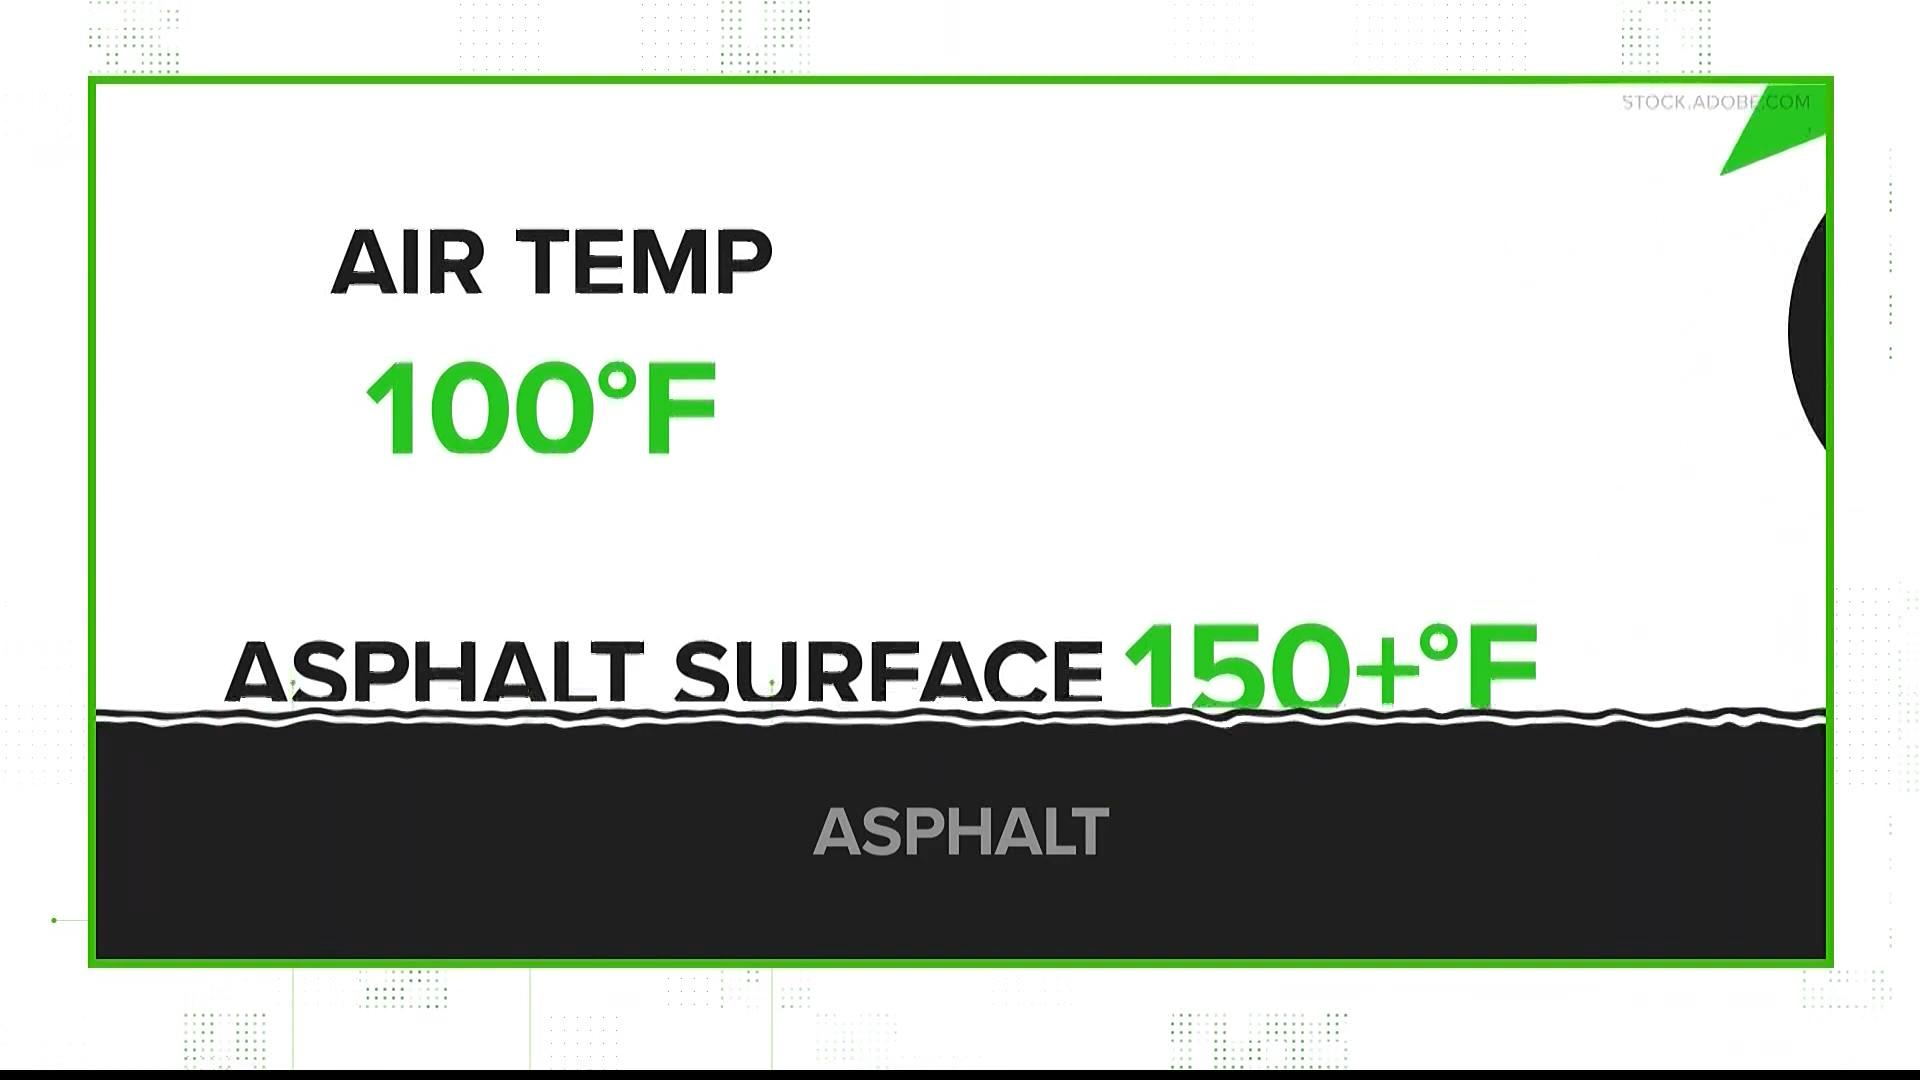 STOCK.ADOBE.COM
AIR TEMP
100°F
ASPHALT SURFACE 150+°F
ASPHALT